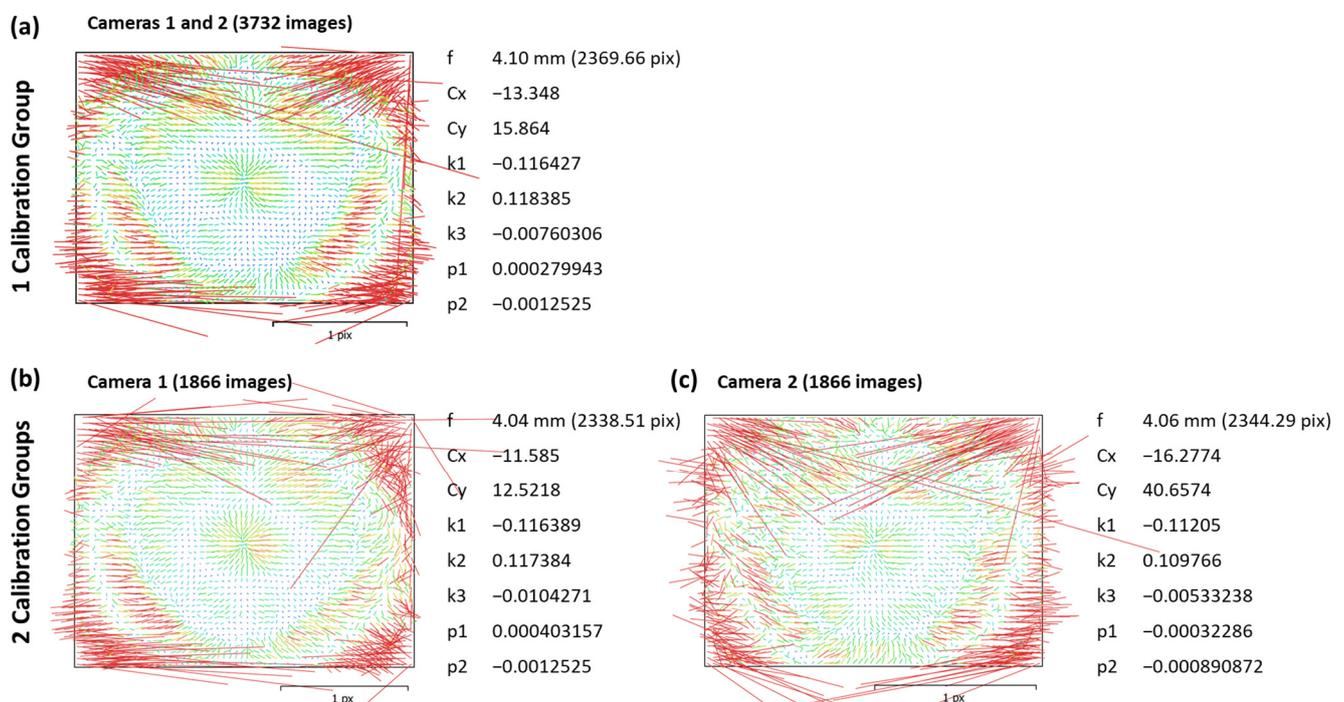 (a)
Cameras 1 and 2 (3732 images)
1 Calibration Group
f 4.10 mm (2369.66 pix)
Cx −13.348
Cy 15.864
k1 −0.116427
k2 0.118385
k3 −0.00760306
p1 0.000279943
p2 −0.0012525
1 pix
2 Calibration Groups
(b)
Camera 1 (1866 images)
f 4.04 mm (2338.51 pix)
Cx −11.585
Cy 12.5218
k1 −0.116389
k2 0.117384
k3 −0.0104271
p1 0.000403157
p2 −0.0012525
1 px
(c)
Camera 2 (1866 images)
f 4.06 mm (2344.29 pix)
Cx −16.2774
Cy 40.6574
k1 −0.11205
k2 0.109766
k3 −0.00533238
p1 −0.00032286
p2 −0.000890872
1 px